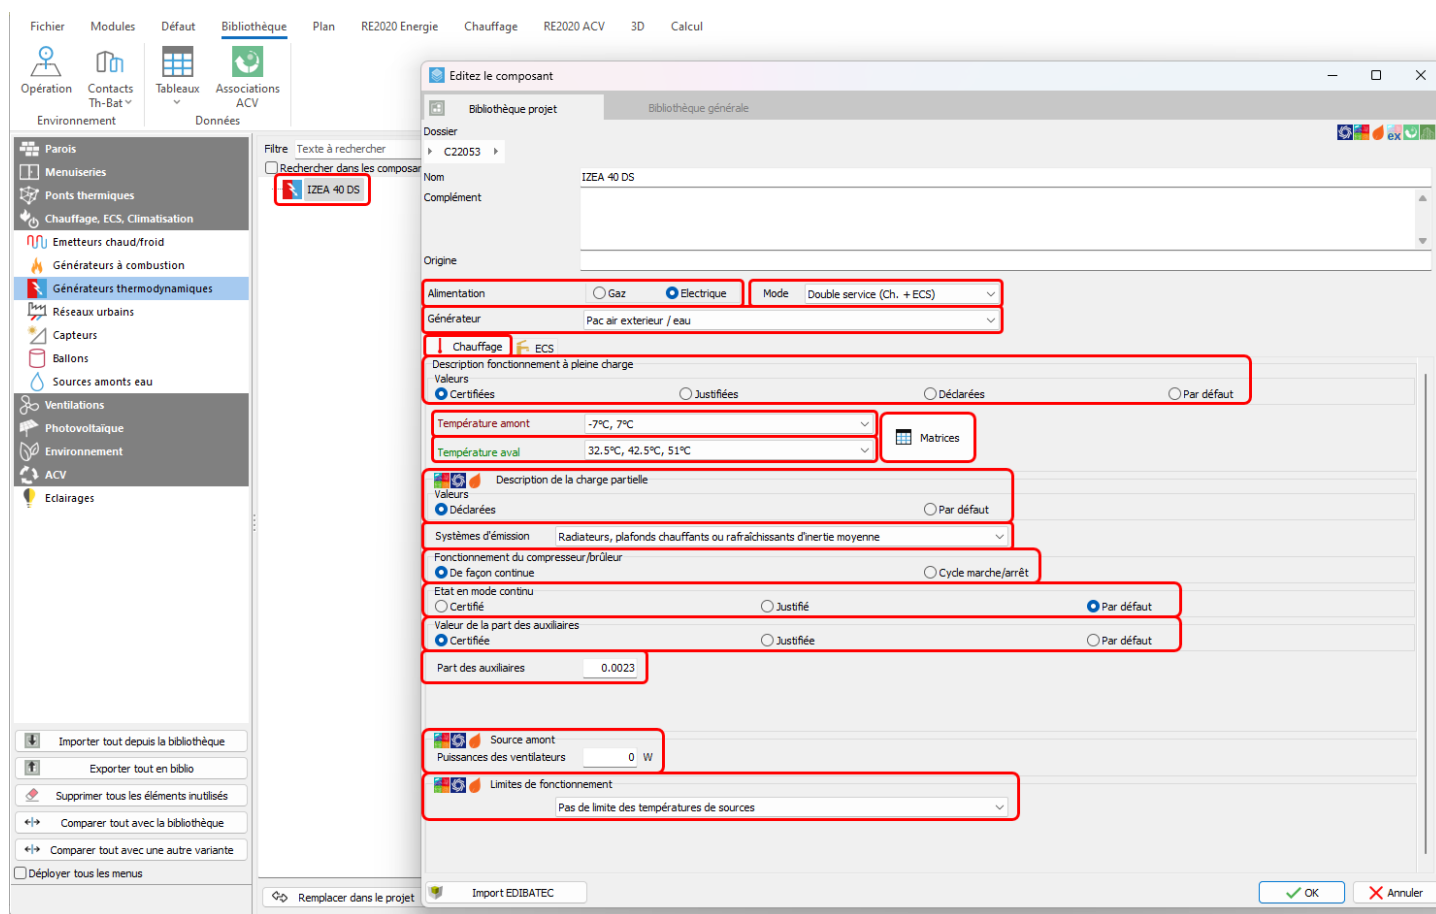 Fichier Modules Défaut Bibliothèque Plan RE2020 Energie Chauffage RE2020 ACV 3D Calcul
Opération Contacts Th-Bat Tableaux Associations ACV
Environnement Données
Parois
Menuiseries
Ponts thermiques
Chauffage, ECS, Climatisation
Emetteurs chaud/froid
Générateurs à combustion
Générateurs thermodynamiques
Réseaux urbains
Capteurs
Ballons
Sources amonts eau
Ventilations
Photovoltaïque
Environnement
ACV
Eclairages
Importer tout depuis la bibliothèque
Exporter tout en biblio
Supprimer tous les éléments inutilisés
Comparer tout avec la bibliothèque
Comparer tout avec une autre variante
Déployer tous les menus
Filtre Texte à rechercher
Rechercher dans les composan
IZEA 40 DS
Remplacer dans le projet
Editez le composant
Bibliothèque projet Bibliothèque générale
Dossier
C22053
ex
Nom IZEA 40 DS
Complément
Origine
Alimentation Gaz Electrique Mode Double service (Ch. + ECS)
Générateur Pac air exterieur / eau
Chauffage ECS
Description fonctionnement à pleine charge
Valeurs
Certifiées Justifiées Déclarées Par défaut
Température amont -7°C, 7°C
Matrices
Température aval 32.5°C, 42.5°C, 51°C
Description de la charge partielle
Valeurs
Déclarées Par défaut
Systèmes d'émission Radiateurs, plafonds chauffants ou rafraîchissants d'inertie moyenne
Fonctionnement du compresseur/brûleur
De façon continue Cycle marche/arrêt
Etat en mode continu
Certifié Justifié Par défaut
Valeur de la part des auxiliaires
Certifiée Justifiée Par défaut
Part des auxiliaires 0.0023
Source amont
Puissances des ventilateurs 0 W
Limites de fonctionnement
Pas de limite des températures de sources
Import EDIBATEC OK Annuler